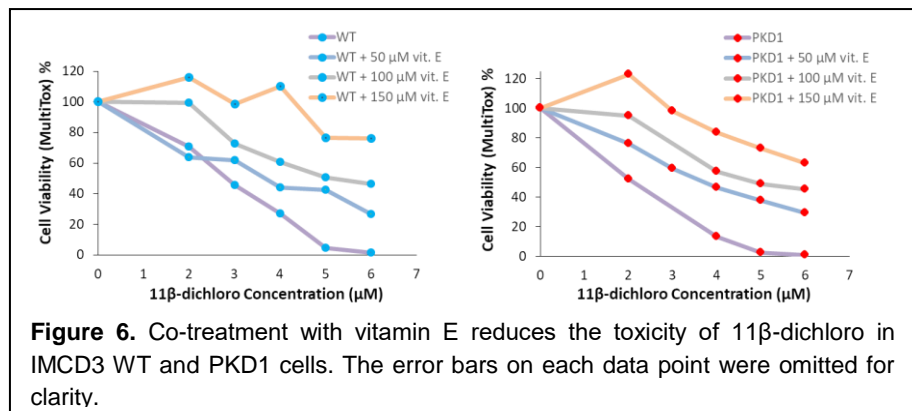 WT
WT + 50 µM vit. E
WT + 100 µM vit. E
WT + 150 µM vit. E
Cell Viability (MultiTox) %
120
100
80
60
40
20
0
0 1 2 3 4 5 6 7
11β-dichloro Concentration (µM)
PKD1
PKD1 + 50 µM vit. E
PKD1 + 100 µM vit. E
PKD1 + 150 µM vit. E
Cell Viability (MultiTox) %
120
100
80
60
40
20
0
0 1 2 3 4 5 6 7
11β-dichloro Concentration (µM)
Figure 6. Co-treatment with vitamin E reduces the toxicity of 11β-dichloro in
IMCD3 WT and PKD1 cells. The error bars on each data point were omitted for
clarity.